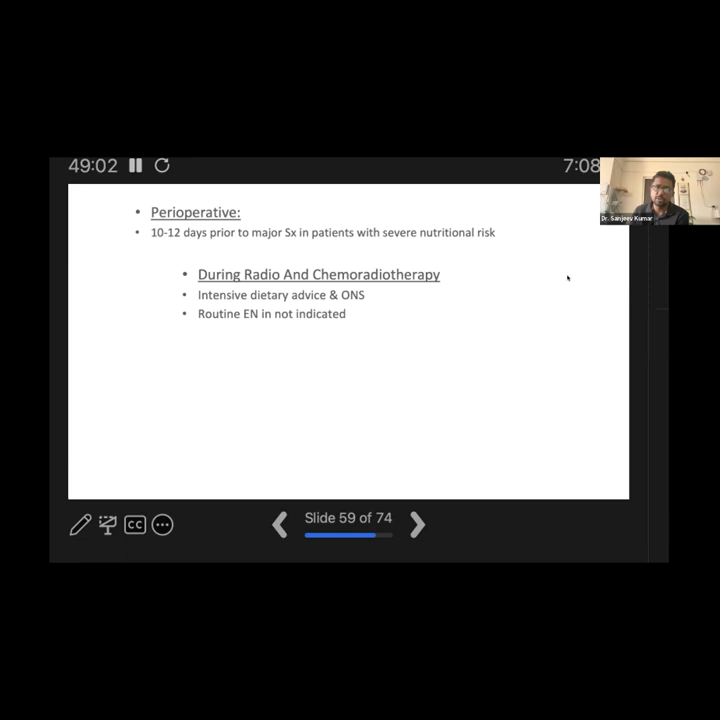 49:02
7:08
Dr. Sanjeev Kumar
• Perioperative:
• 10-12 days prior to major Sx in patients with severe nutritional risk
• During Radio And Chemoradiotherapy
• Intensive dietary advice & ONS
• Routine EN in not indicated
CC
Slide 59 of 74